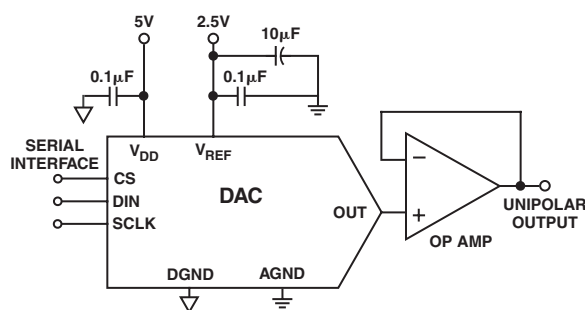 5V
2.5V
10µF
0.1µF
0.1µF
SERIAL
INTERFACE
VDD
VREF
CS
DIN
SCLK
DAC
OUT
DGND
AGND
−
+
OP AMP
UNIPOLAR
OUTPUT